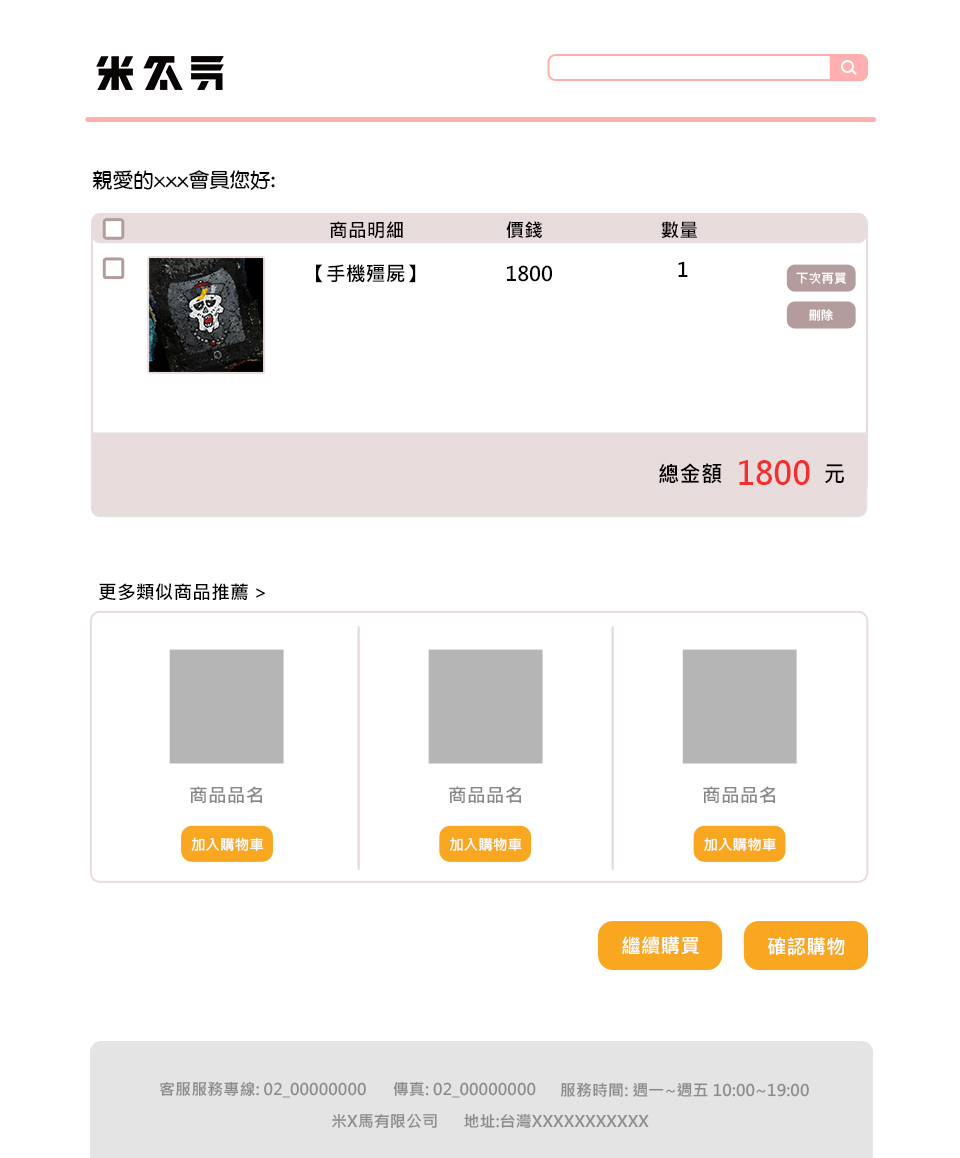 親愛的xxx會員您好:
商品明細 價錢 數量
【手機殭屍】 1800 1
下次再買
刪除
總金額 1800 元
更多類似商品推薦 >
商品品名 商品品名 商品品名
加入購物車 加入購物車 加入購物車
繼續購買 確認購物
客服服務專線: 02_00000000 傳真: 02_00000000 服務時間: 週一~週五 10:00~19:00
米X馬有限公司 地址:台灣XXXXXXXXXXX